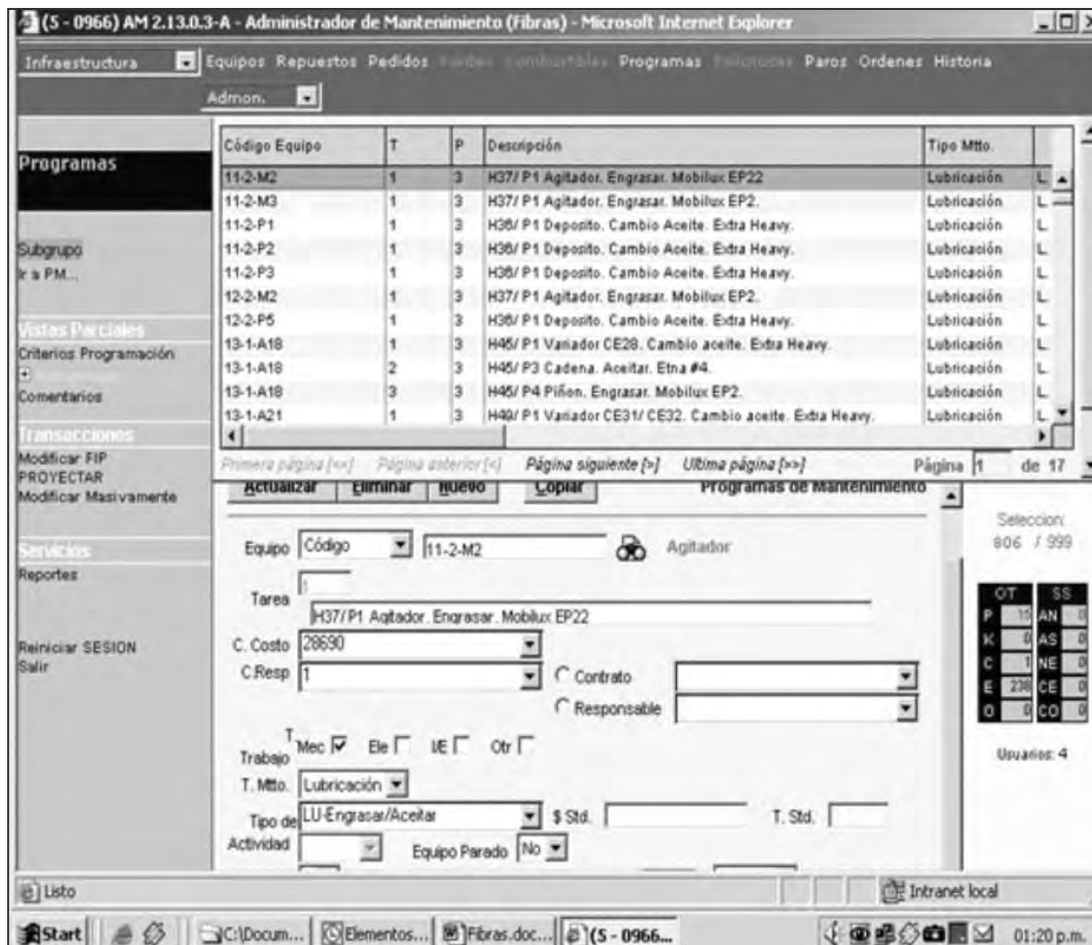 (5 - 0966) AM 2.13.0.3-A - Administrador de Mantenimiento (Fibras) - Microsoft Internet Explorer
Infraestructura Equipos Repuestos Pedidos Programas Paros Ordenes Historia
Admon.
Programas
Subgrupo
Ir a PM...
Vistas Parciales
Criterios Programación
Comentarios
Transacciones
Modificar FIP
PROYECTAR
Modificar Masivamente
Servicios
Reportes
Reiniciar SESION
Salir
Código Equipo T P Descripción Tipo Mtto.
11-2-M2 1 3 H37/ P1 Agitador. Engrasar. Mobilux EP22 Lubricación L.
11-2-M3 1 3 H37/ P1 Agitador. Engrasar. Mobilux EP2. Lubricación L.
11-2-P1 1 3 H36/ P1 Deposito. Cambio Aceite. Extra Heavy. Lubricación L.
11-2-P2 1 3 H36/ P1 Deposito. Cambio Aceite. Extra Heavy. Lubricación L.
11-2-P3 1 3 H36/ P1 Deposito. Cambio Aceite. Extra Heavy. Lubricación L.
12-2-M2 1 3 H37/ P1 Agitador. Engrasar. Mobilux EP2. Lubricación L.
12-2-P5 1 3 H36/ P1 Deposito. Cambio Aceite. Extra Heavy. Lubricación L.
13-1-A18 1 3 H45/ P1 Variador CE28. Cambio aceite. Extra Heavy. Lubricación L.
13-1-A18 2 3 H45/ P3 Cadena. Aceitar. Etna #4. Lubricación L.
13-1-A18 3 3 H45/ P4 Piñon. Engrasar. Mobilux EP2. Lubricación L.
13-1-A21 1 3 H49/ P1 Variador CE31/ CE32. Cambio aceite. Extra Heavy. Lubricación L.
Primera página [<<] Página anterior [<] Página siguiente [>] Ultima página [>>] Página 1 de 17
Actualizar Eliminar Nuevo Copiar Programas de Mantenimiento
Equipo Código 11-2-M2 Agitador
Tarea 1
H37/ P1 Agitador. Engrasar. Mobilux EP22
C. Costo 28690
C.Resp 1 Contrato
Responsable
T. Trabajo Mec Ele I/E Otr
T. Mtto. Lubricación
Tipo de Actividad LU-Engrasar/Aceitar $ Std. T. Std.
Equipo Parado No
Seleccion:
806 / 999
OT SS
P 15 AN 0
K 0 AS 0
C 1 NE 0
E 238 CE 0
O 0 CO 0
Usuarios: 4
Listo Intranet local
Start C:\Docum... Elementos... Fibras.doc... (5 - 0966... 01:20 p.m.